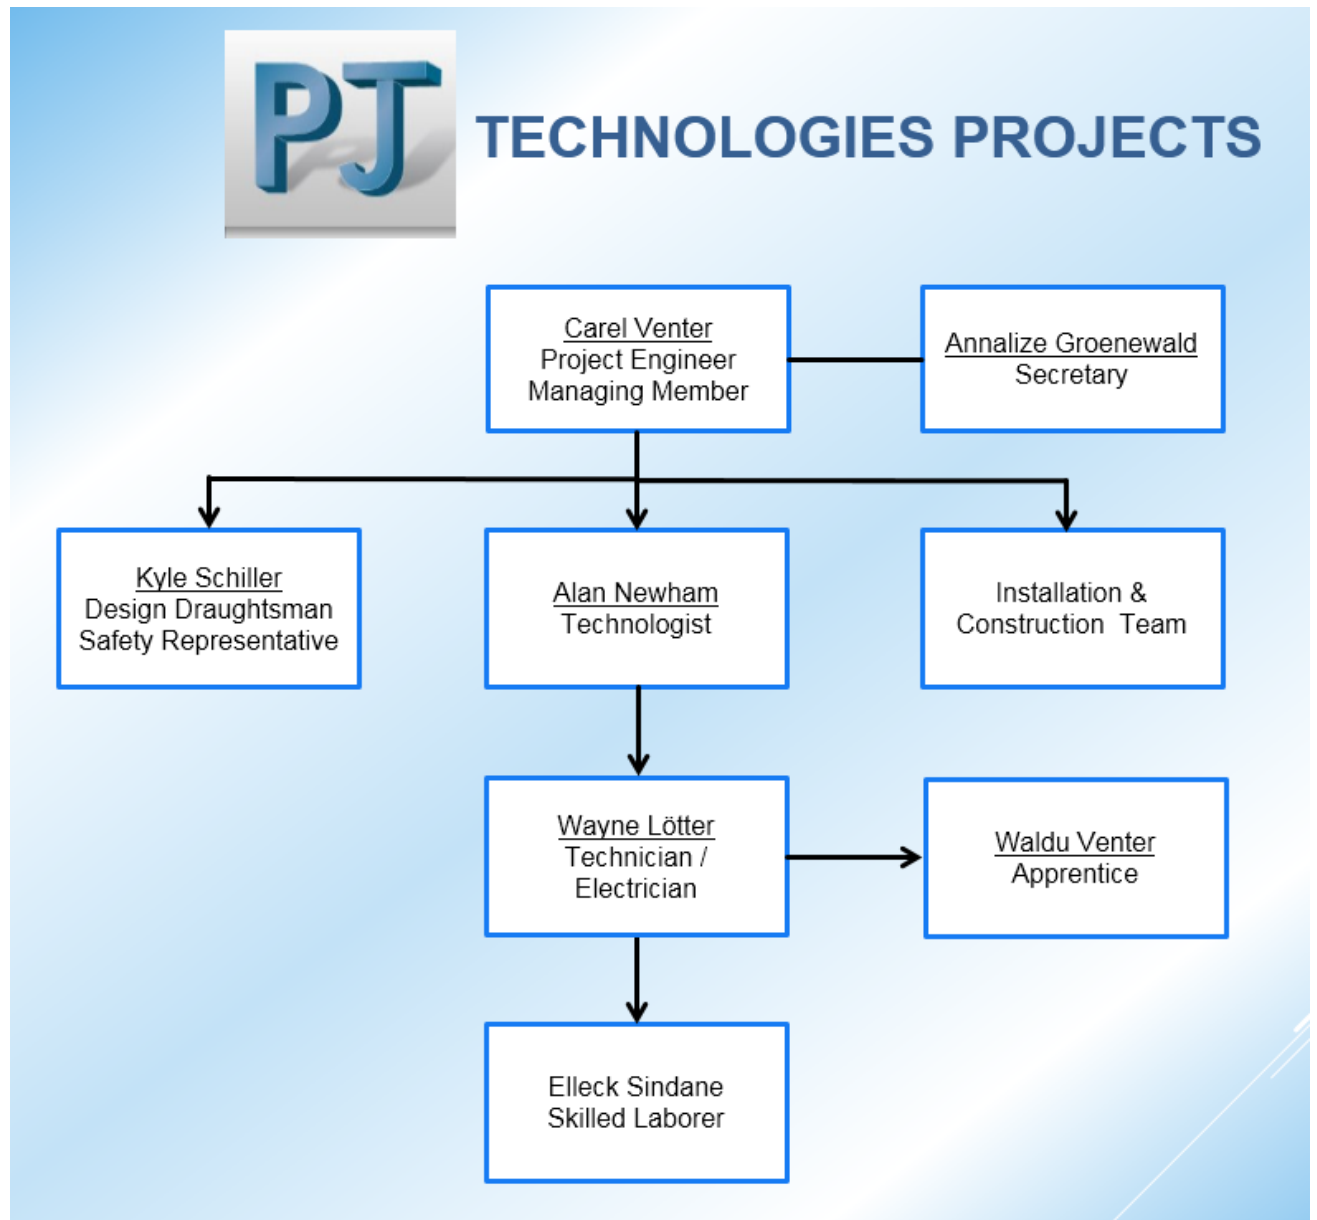 PJ TECHNOLOGIES PROJECTS
Carel Venter
Project Engineer
Managing Member
Annalize Groenewald
Secretary
Kyle Schiller
Design Draughtsman
Safety Representative
Alan Newham
Technologist
Installation &
Construction Team
Wayne Lötter
Technician /
Electrician
Waldu Venter
Apprentice
Elleck Sindane
Skilled Laborer